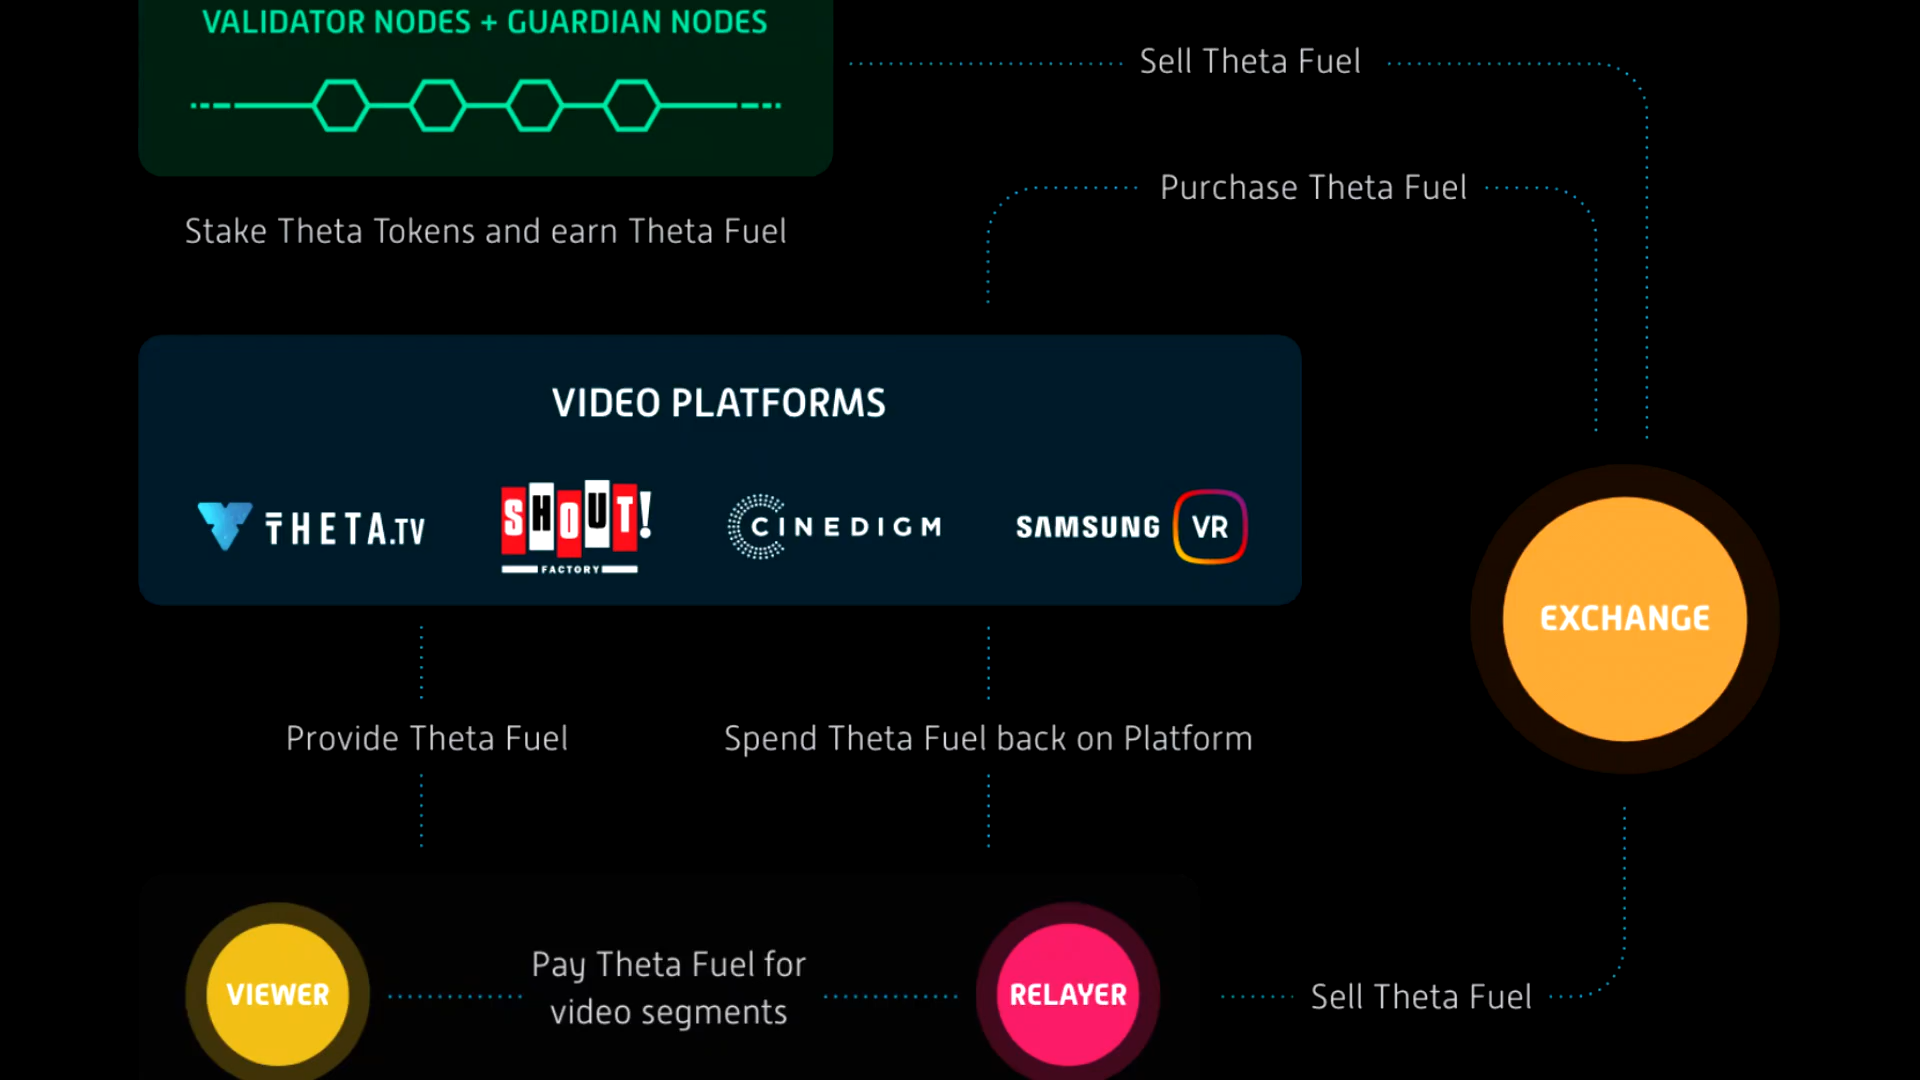 VALIDATOR NODES + GUARDIAN NODES
Sell Theta Fuel
Purchase Theta Fuel
Stake Theta Tokens and earn Theta Fuel
VIDEO PLATFORMS
THETA.TV
SHOUT!
FACTORY
CINEDIGM
SAMSUNG VR
EXCHANGE
Provide Theta Fuel
Spend Theta Fuel back on Platform
VIEWER
Pay Theta Fuel for
video segments
RELAYER
Sell Theta Fuel